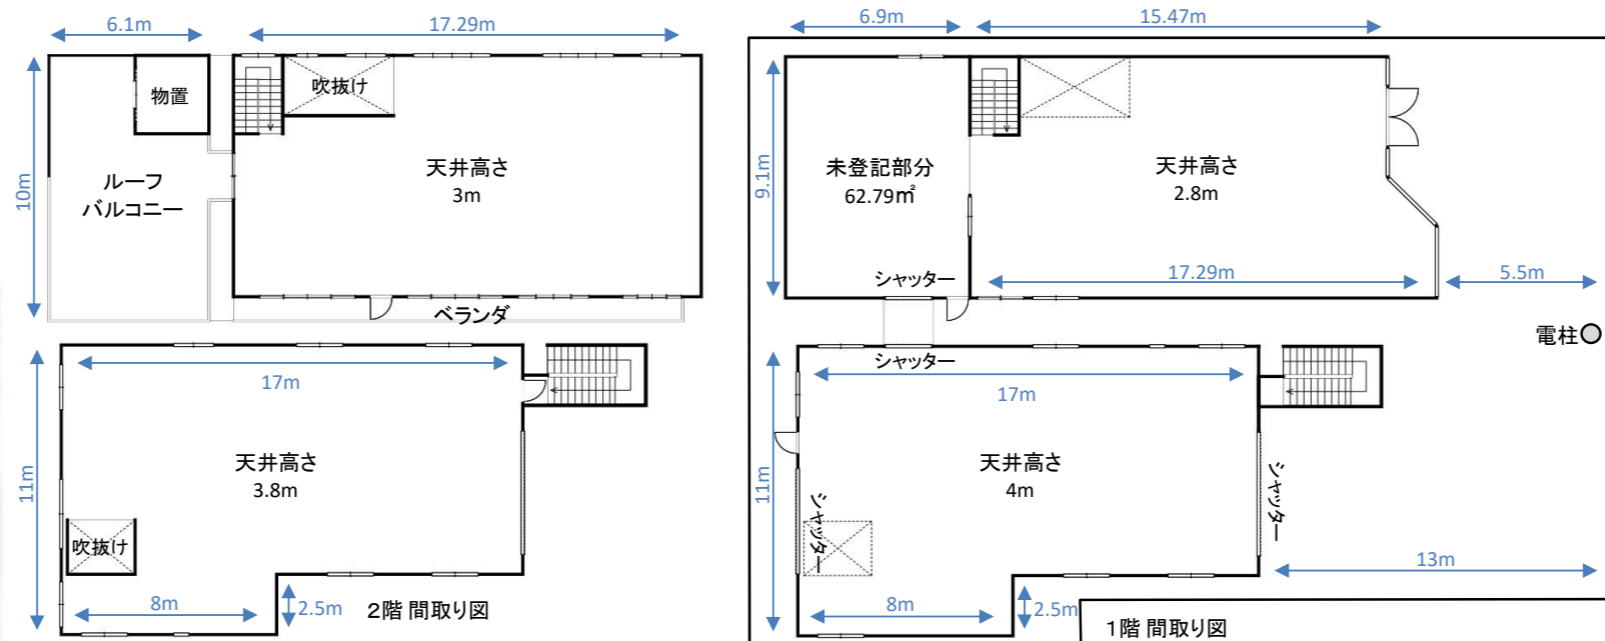 6.1m
17.29m
10m
物置
吹抜け
天井高さ
3m
ルーフ
バルコニー
ベランダ
17m
11m
天井高さ
3.8m
吹抜け
8m
2.5m
2階 間取り図
6.9m
15.47m
9.1m
未登記部分
62.79㎡
天井高さ
2.8m
シャッター
17.29m
5.5m
電柱
シャッター
17m
11m
天井高さ
4m
シャッター
シャッター
13m
8m
2.5m
1階 間取り図